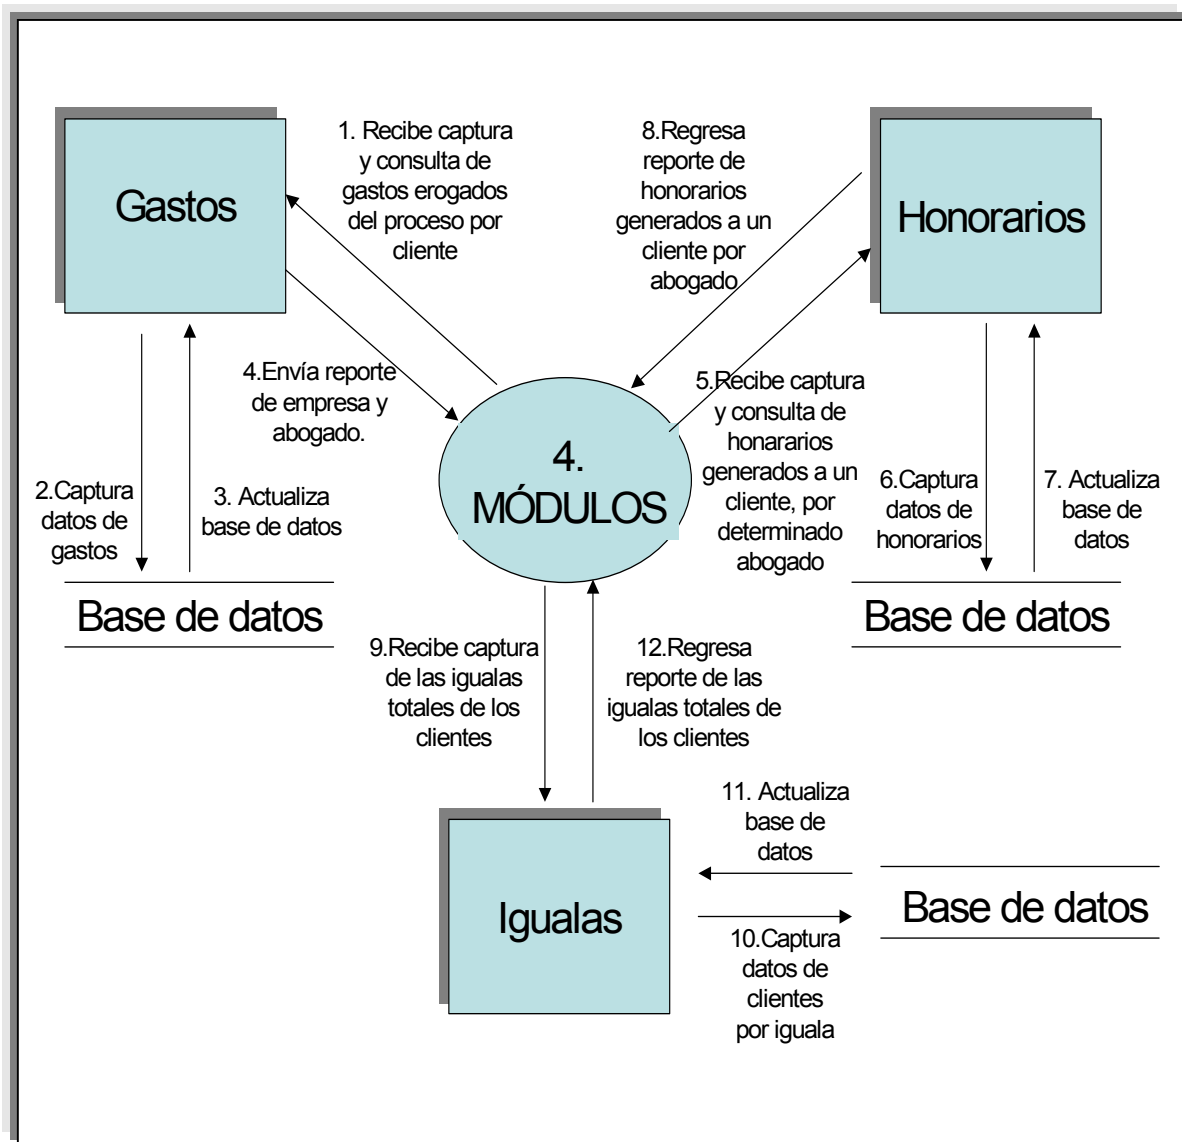 Gastos
1. Recibe captura
y consulta de
gastos erogados
del proceso por
cliente
8.Regresa
reporte de
honorarios
generados a un
cliente por
abogado
Honorarios
4.Envía reporte
de empresa y
abogado.
5.Recibe captura
y consulta de
honararios
generados a un
cliente, por
determinado
abogado
4.
MÓDULOS
2.Captura
datos de
gastos
3. Actualiza
base de datos
6.Captura
datos de
honorarios
7. Actualiza
base de
datos
Base de datos
Base de datos
9.Recibe captura
de las igualas
totales de los
clientes
12.Regresa
reporte de las
igualas totales de
los clientes
Igualas
11. Actualiza
base de
datos
Base de datos
10.Captura
datos de
clientes
por iguala